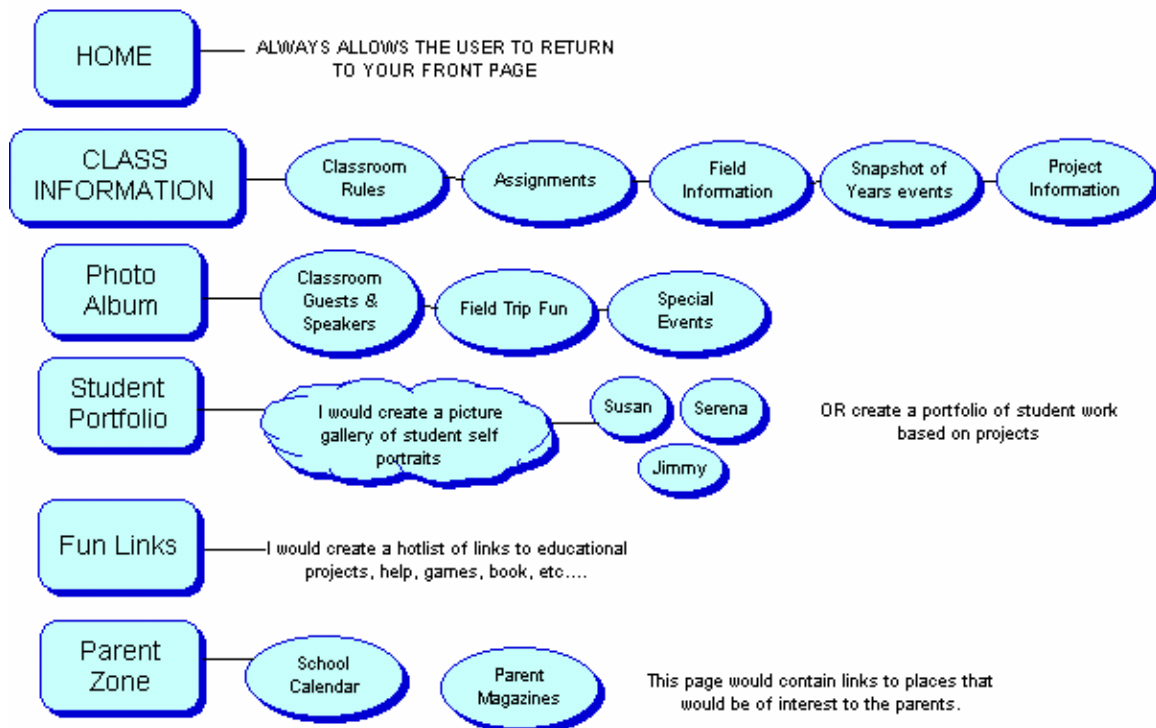 HOME
ALWAYS ALLOWS THE USER TO RETURN
TO YOUR FRONT PAGE
CLASS
INFORMATION
Classroom
Rules
Assignments
Field
Information
Snapshot of
Years events
Project
Information
Photo
Album
Classroom
Guests &
Speakers
Field Trip Fun
Special
Events
Student
Portfolio
I would create a picture
gallery of student self
portraits
Susan
Serena
Jimmy
OR create a portfolio of student work
based on projects
Fun Links
I would create a hotlist of links to educational
projects, help, games, book, etc....
Parent
Zone
School
Calendar
Parent
Magazines
This page would contain links to places that
would be of interest to the parents.